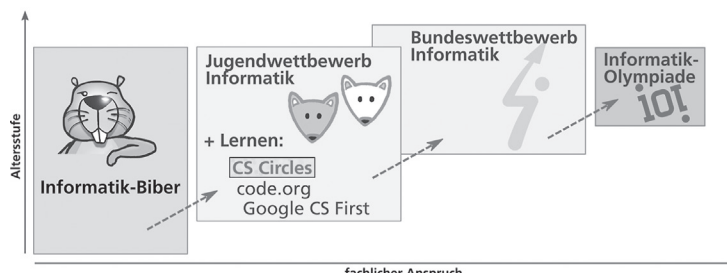 Altersstufe
Informatik-Biber
Jugendwettbewerb
Informatik
+ Lernen:
CS Circles
code.org
Google CS First
Bundeswettbewerb
Informatik
Informatik-
Olympiade
ioi
fachlicher Anspruch